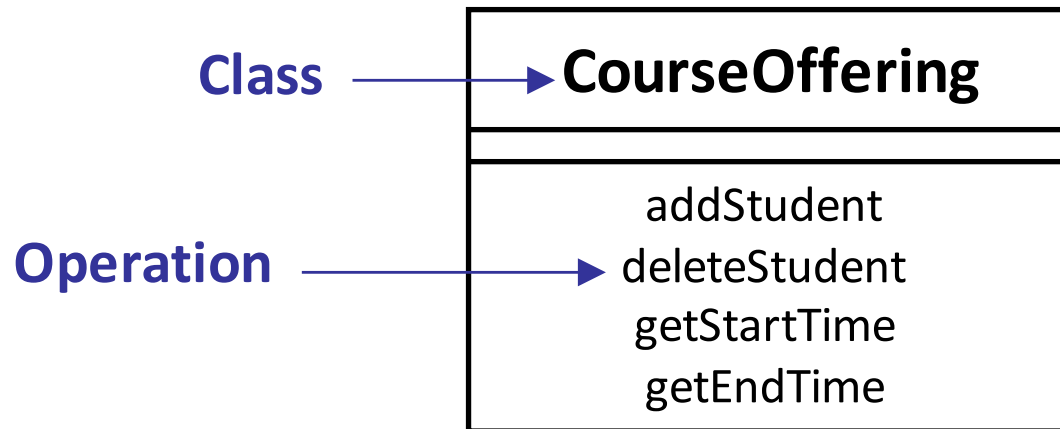 Class
CourseOffering
addStudent
Operation
deleteStudent
getStartTime
getEndTime